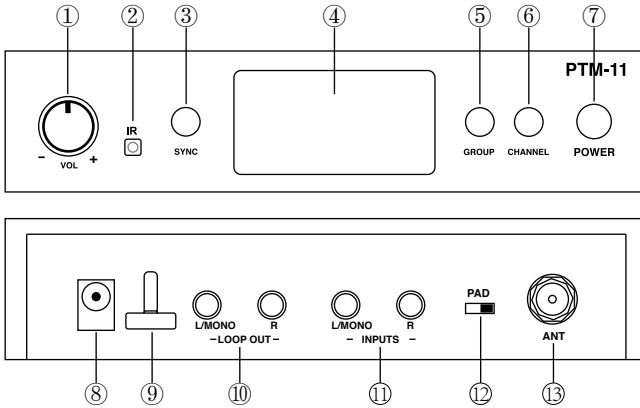 ① ② ③ ④ ⑤ ⑥ ⑦
PTM-11
IR
SYNC
GROUP CHANNEL POWER
- VOL +
PAD
L/MONO R L/MONO R
– LOOP OUT – – INPUTS –
ANT
⑧ ⑨ ⑩ ⑪ ⑫ ⑬